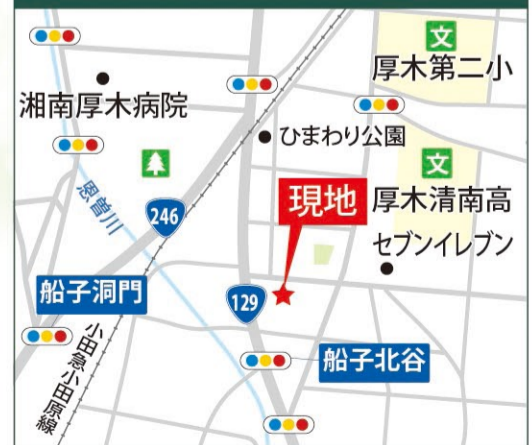 文
厚木第二小
湘南厚木病院
ひまわり公園
文
現地
厚木清南高
恩曽川
246
セブンイレブン
船子洞門
129
小田急小田原線
船子北谷